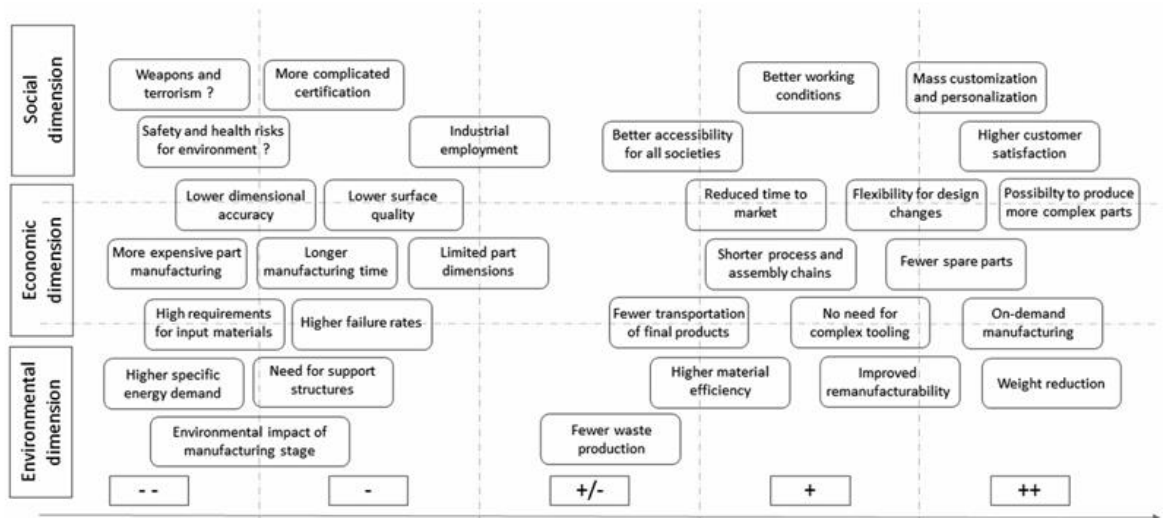 Social
dimension
Weapons and
terrorism ?
More complicated
certification
Better working
conditions
Mass customization
and personalization
Safety and health risks
for environment ?
Industrial
employment
Better accessibility
for all societies
Higher customer
satisfaction
Economic
dimension
Lower dimensional
accuracy
Lower surface
quality
Reduced time to
market
Flexibility for design
changes
Possibilty to produce
more complex parts
More expensive part
manufacturing
Longer
manufacturing time
Limited part
dimensions
Shorter process and
assembly chains
Fewer spare parts
High requirements
for input materials
Higher failure rates
Fewer transportation
of final products
No need for
complex tooling
On-demand
manufacturing
Environmental
dimension
Higher specific
energy demand
Need for support
structures
Higher material
efficiency
Improved
remanufacturability
Weight reduction
Environmental impact of
manufacturing stage
Fewer waste
production
- -
-
+/-
+
++